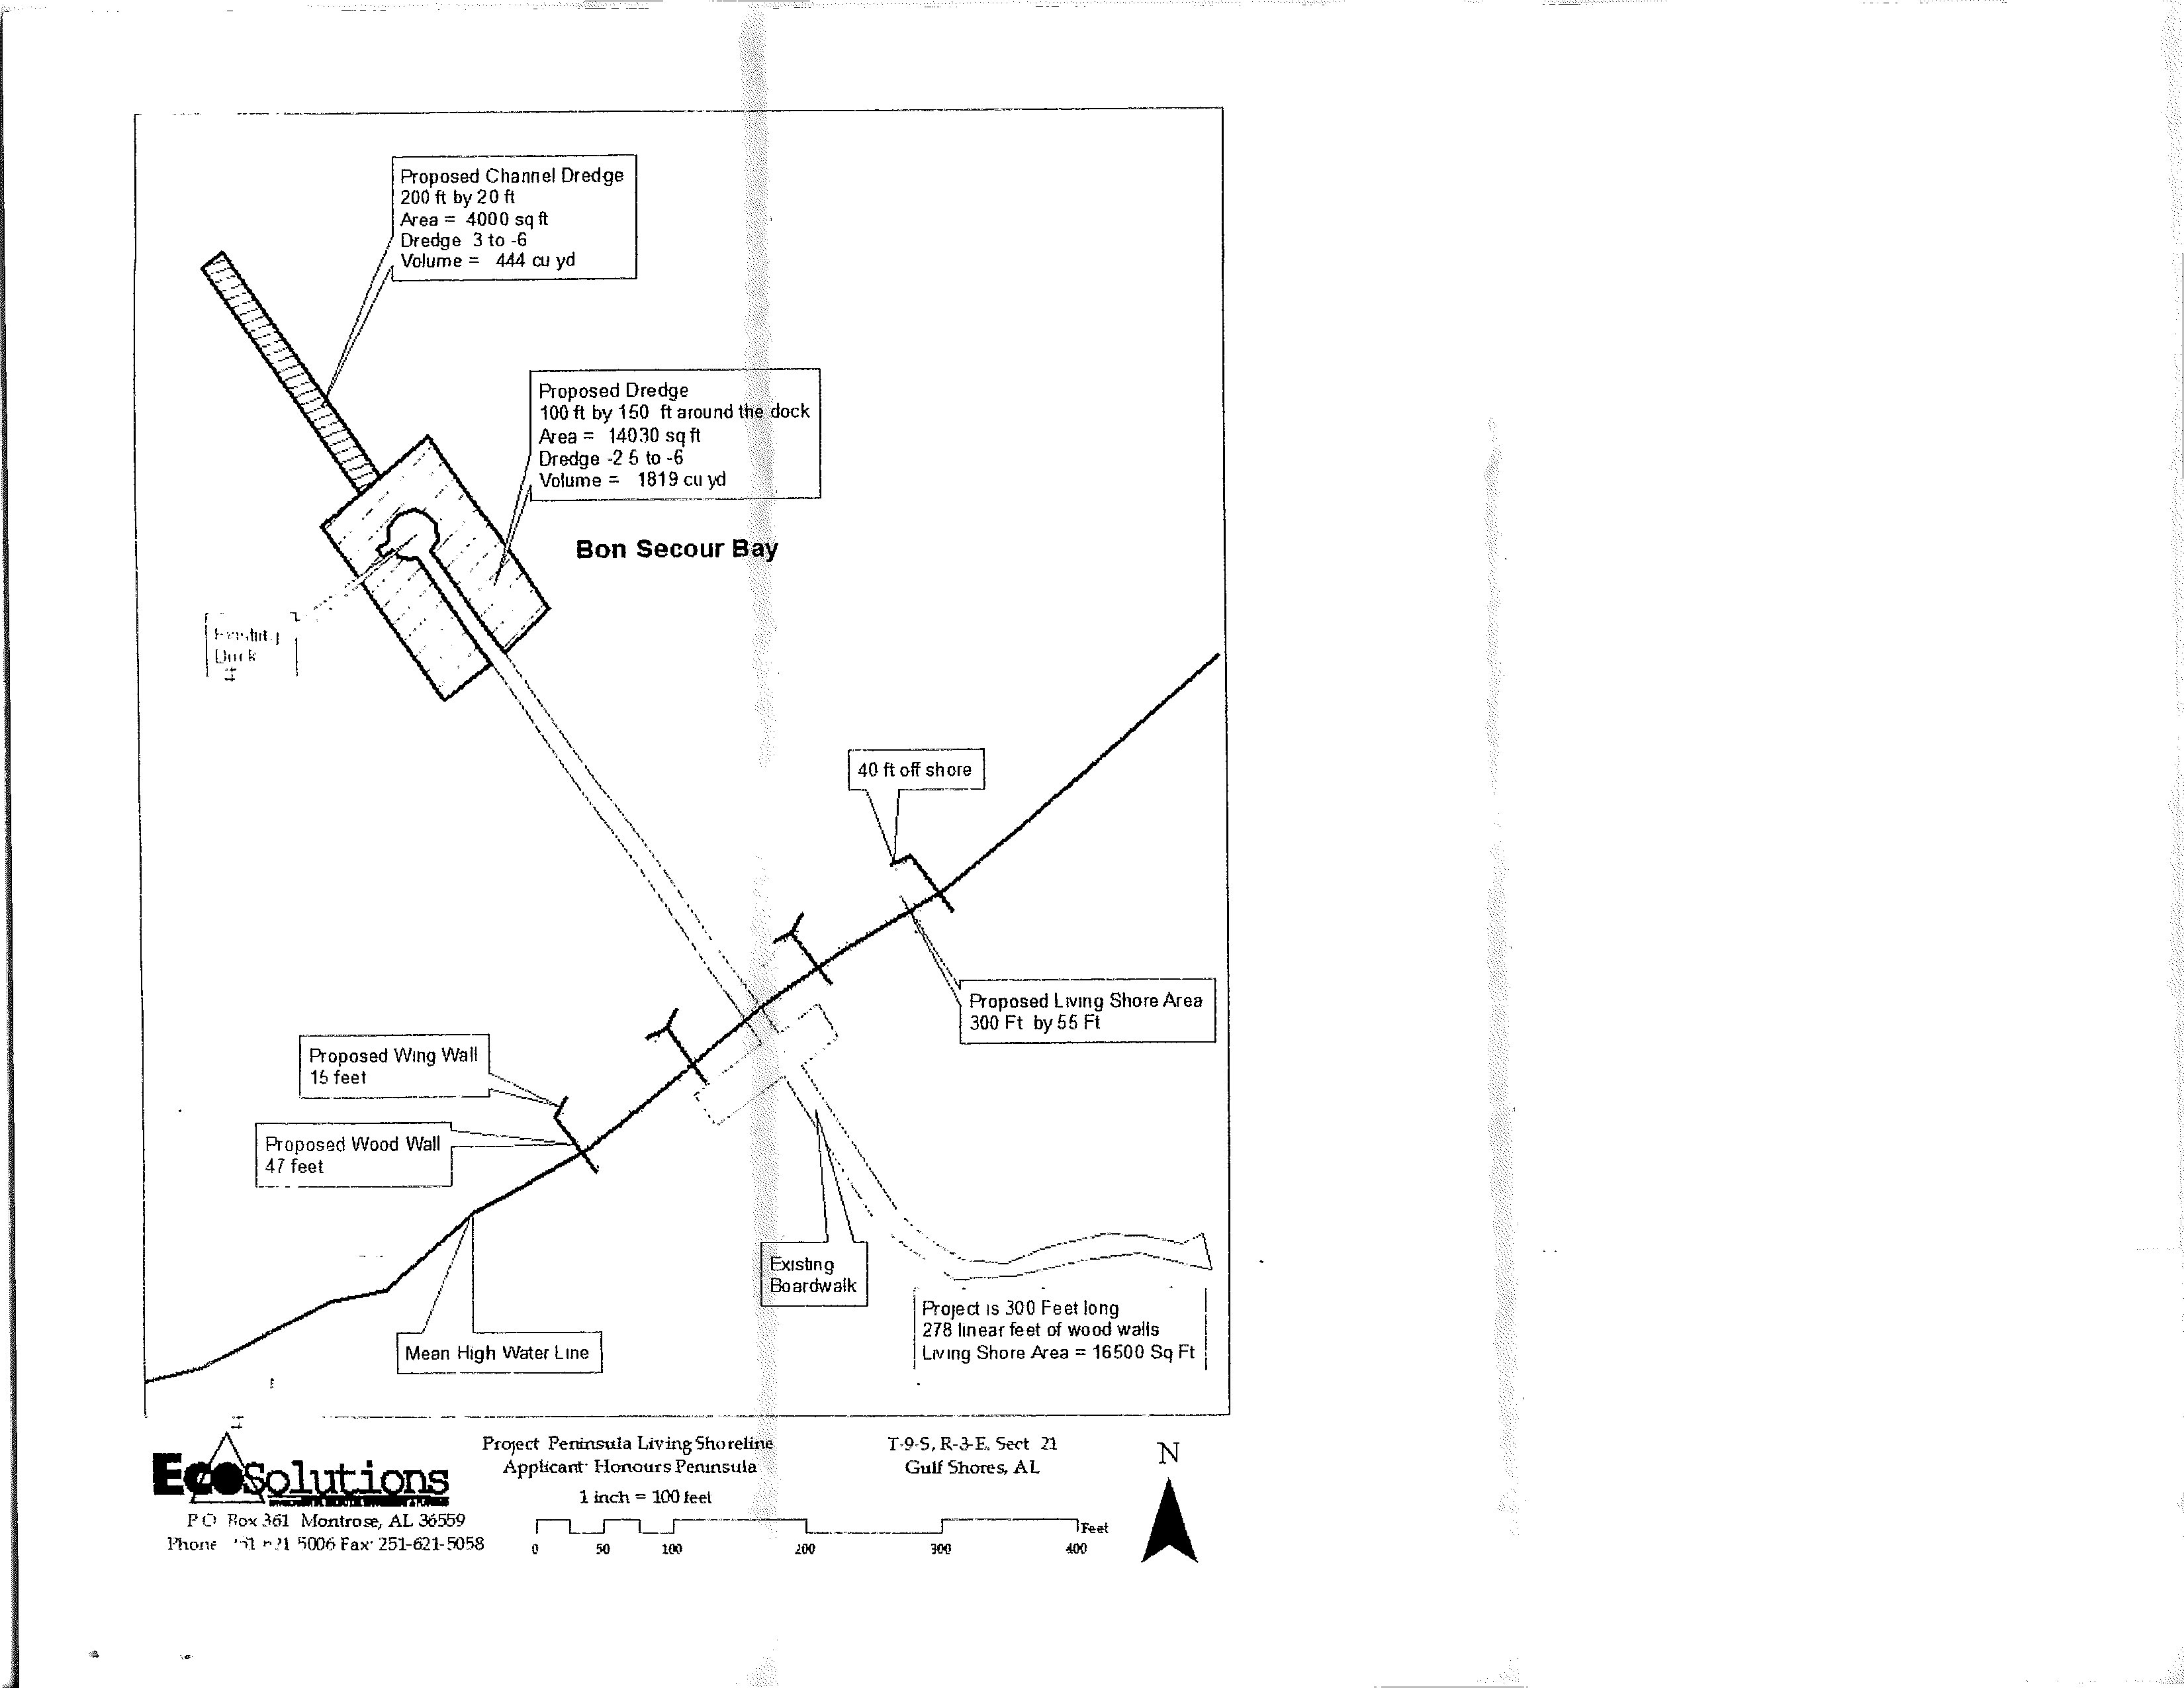 Proposed Channel Dredge
200 ft by 20 ft
Area = 4000 sq ft
Dredge 3 to -6
Volume = 444 cu yd
Proposed Dredge
100 ft by 150 ft around the dock
Area = 14030 sq ft
Dredge -2 5 to -6
Volume = 1819 cu yd
Bon Secour Bay
40 ft off shore
Proposed Living Shore Area
300 Ft by 55 Ft
Proposed Wing Wall
15 feet
Proposed Wood Wall
47 feet
Existing
Boardwalk
Project is 300 Feet long
278 linear feet of wood walls
Living Shore Area = 16500 Sq Ft
Mean High Water Line
EcoSolutions
P O Box 361 Montrose, AL 36559
5006 Fax: 251-621-5058
Project Peninsula Living Shoreline
Applicant: Honours Peninsula
1 inch = 100 feet
0 50 100 200 300 400 Feet
T-9-S, R-3-E, Sect 21
Gulf Shores, AL
N